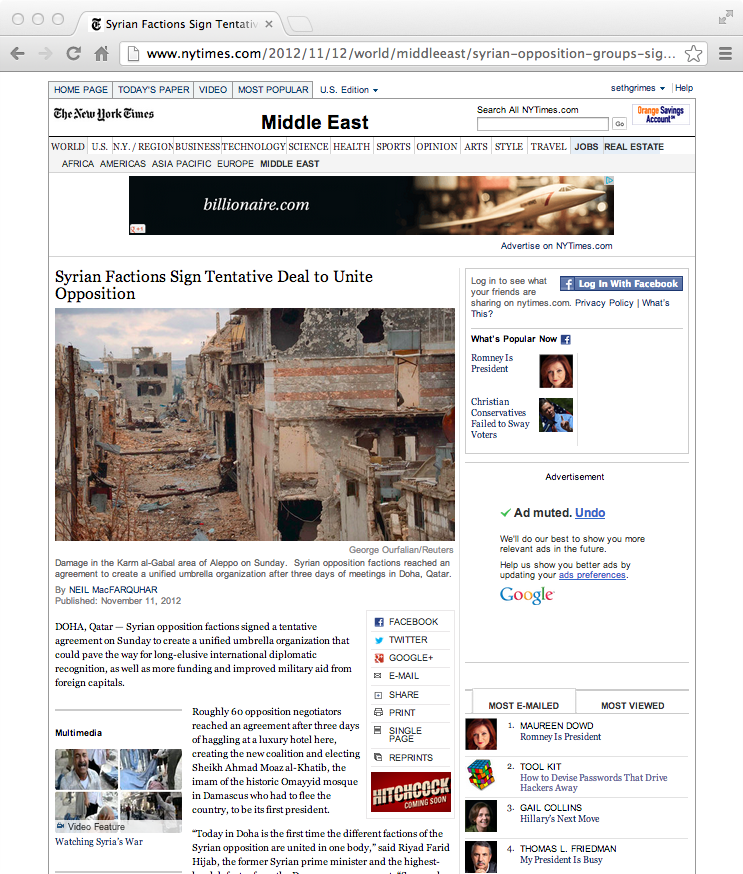 Syrian Factions Sign Tentativ
www.nytimes.com/2012/11/12/world/middleeast/syrian-opposition-groups-sig...
HOME PAGE TODAY'S PAPER VIDEO MOST POPULAR U.S. Edition
sethgrimes Help
The New York Times
Middle East
Search All NYTimes.com
Go
Orange Savings
Account
SM
WORLD U.S. N.Y. / REGION BUSINESS TECHNOLOGY SCIENCE HEALTH SPORTS OPINION ARTS STYLE TRAVEL JOBS REAL ESTATE
AFRICA AMERICAS ASIA PACIFIC EUROPE MIDDLE EAST
billionaire.com
+1
Advertise on NYTimes.com
Syrian Factions Sign Tentative Deal to Unite
Opposition
George Ourfalian/Reuters
Damage in the Karm al-Gabal area of Aleppo on Sunday. Syrian opposition factions reached an
agreement to create a unified umbrella organization after three days of meetings in Doha, Qatar.
By NEIL MacFARQUHAR
Published: November 11, 2012
DOHA, Qatar — Syrian opposition factions signed a tentative
agreement on Sunday to create a unified umbrella organization that
could pave the way for long-elusive international diplomatic
recognition, as well as more funding and improved military aid from
foreign capitals.
FACEBOOK
TWITTER
GOOGLE+
E-MAIL
SHARE
PRINT
SINGLE
PAGE
REPRINTS
HITCHCOCK
COMING SOON
Multimedia
Video Feature
Watching Syria's War
Roughly 60 opposition negotiators
reached an agreement after three days
of haggling at a luxury hotel here,
creating the new coalition and electing
Sheikh Ahmad Moaz al-Khatib, the
imam of the historic Omayyid mosque
in Damascus who had to flee the
country, to be its first president.
“Today in Doha is the first time the different factions of the
Syrian opposition are united in one body,” said Riyad Farid
Hijab, the former Syrian prime minister and the highest-
Log in to see what
your friends are
sharing on nytimes.com. Privacy Policy | What's
This?
Log In With Facebook
What's Popular Now
Romney Is
President
Christian
Conservatives
Failed to Sway
Voters
Advertisement
Ad muted. Undo
We'll do our best to show you more
relevant ads in the future.
Help us show you better ads by
updating your ads preferences.
Google
MOST E-MAILED MOST VIEWED
1. MAUREEN DOWD
Romney Is President
2. TOOL KIT
How to Devise Passwords That Drive
Hackers Away
3. GAIL COLLINS
Hillary's Next Move
4. THOMAS L. FRIEDMAN
My President Is Busy